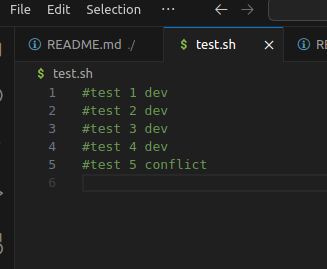 File Edit Selection ···
README.md ./ $ test.sh × RE
$ test.sh
1 #test 1 dev
2 #test 2 dev
3 #test 3 dev
4 #test 4 dev
5 #test 5 conflict
6